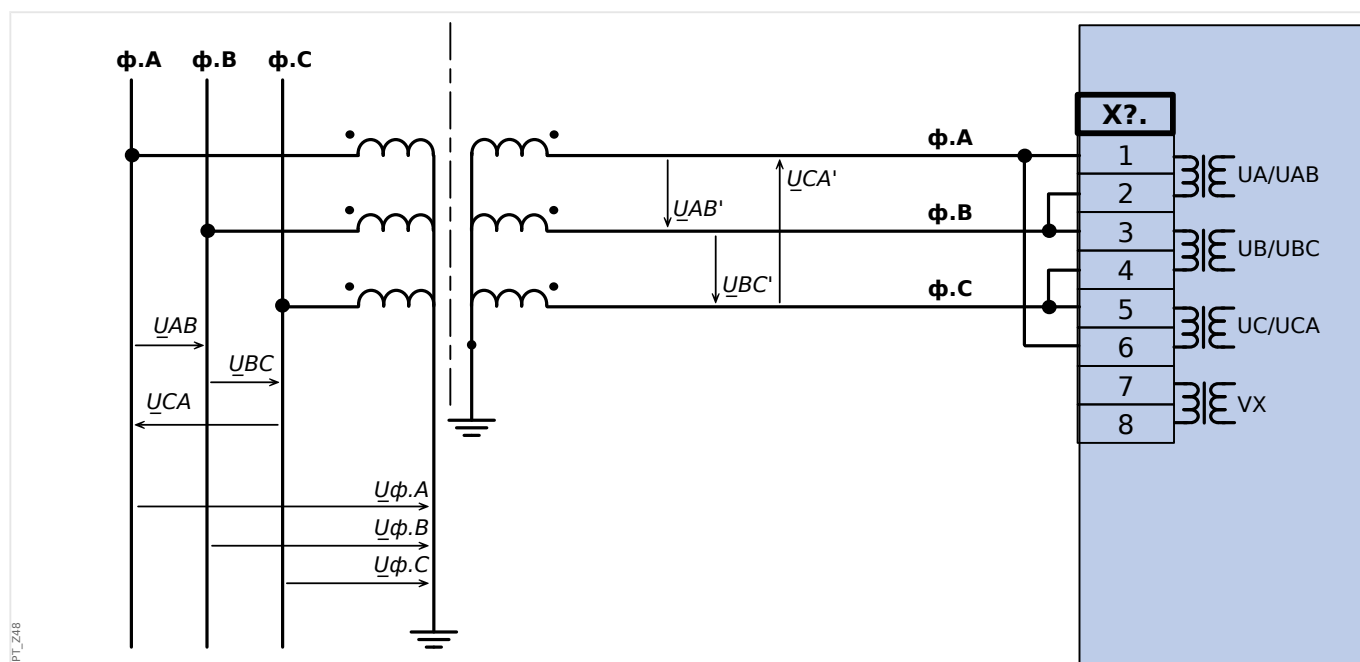 ф.A ф.B ф.C
X?.
ф.A
1
UA/UAB
UCA'
2
UAB'
ф.B
3
UB/UBC
4
UBC'
ф.C
5
UC/UCA
UAB
6
UBC
7
UCA
VX
8
Uф.A
Uф.B
Uф.C
PT_Z48